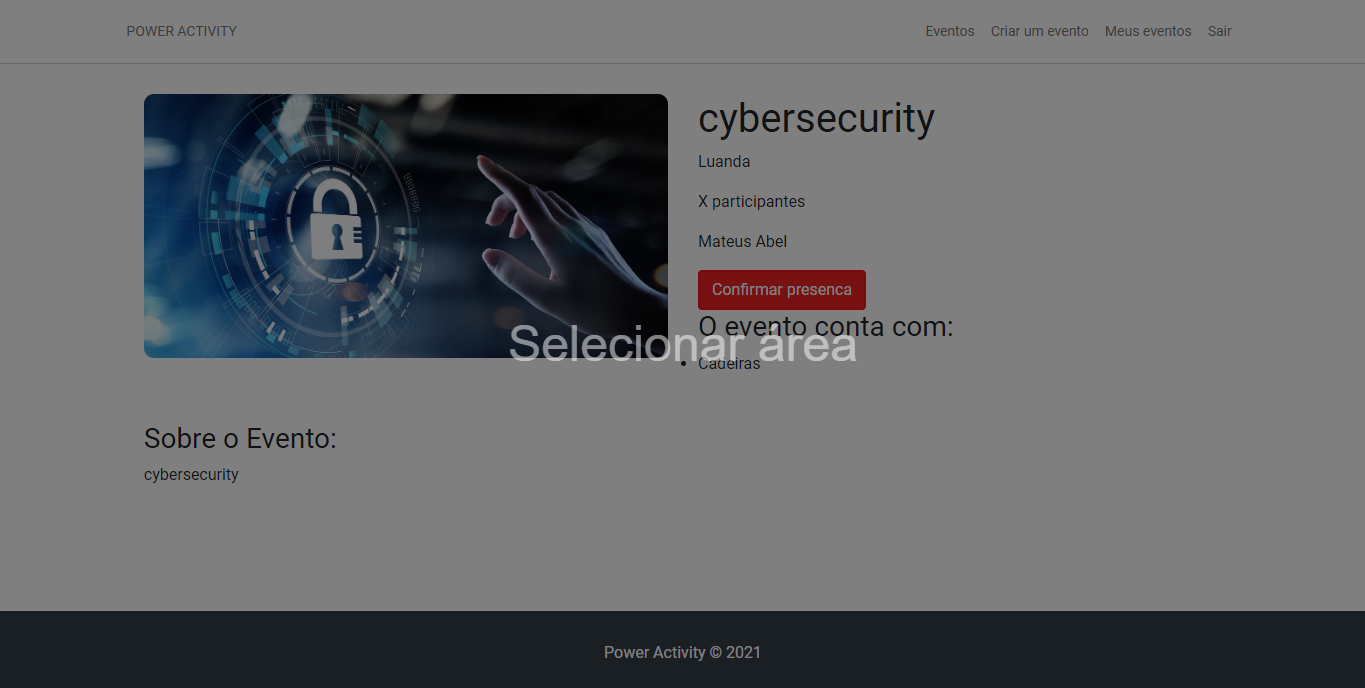 POWER ACTIVITY
Eventos Criar um evento Meus eventos Sair
cybersecurity
Luanda
X participantes
Mateus Abel
Confirmar presenca
O evento conta com:
Selecionar área
Cadeiras
Sobre o Evento:
cybersecurity
Power Activity © 2021